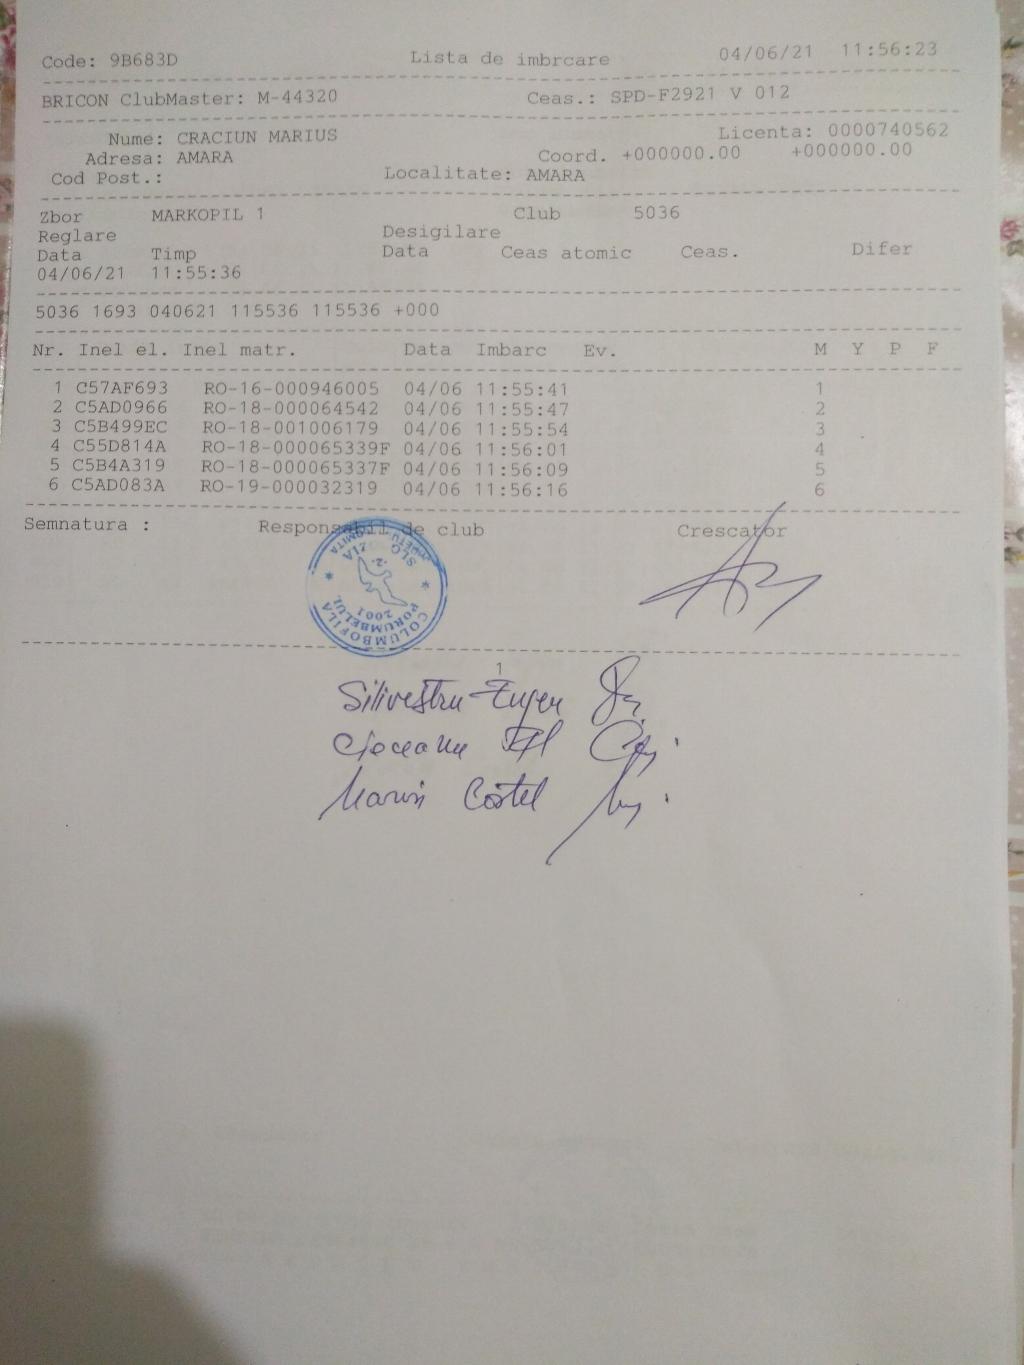 Code: 9B683D Lista de imbrcare 04/06/21 11:56:23
BRICON ClubMaster: M-44320 Ceas.: SPD-F2921 V 012
Nume: CRACIUN MARIUS Licenta: 0000740562
Adresa: AMARA Coord. +000000.00 +000000.00
Cod Post.: Localitate: AMARA
Zbor MARKOPIL 1 Club 5036
Reglare Desigilare
Data Timp Data Ceas atomic Ceas. Difer
04/06/21 11:55:36
5036 1693 040621 115536 115536 +000
Nr. Inel el. Inel matr. Data Imbarc Ev. M Y P F
1 C57AF693 RO-16-000946005 04/06 11:55:41 1
2 C5AD0966 RO-18-000064542 04/06 11:55:47 2
3 C5B499EC RO-18-001006179 04/06 11:55:54 3
4 C55D814A RO-18-000065339F 04/06 11:56:01 4
5 C5B4A319 RO-18-000065337F 04/06 11:56:09 5
6 C5AD083A RO-19-000032319 04/06 11:56:16 6
Semnatura : Responsabil de club Crescator
COLUMBOFILA
PORUMBELUL
2001
1
Silivestru Eugen
Marin Costel